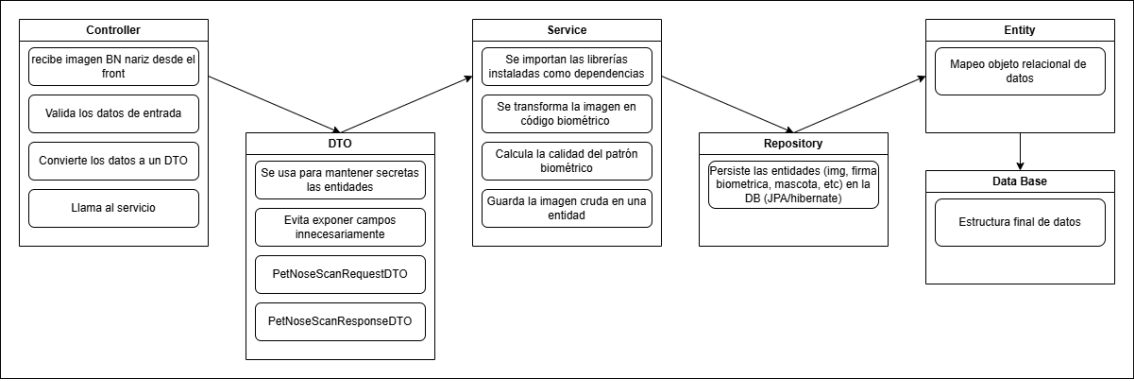 Controller
recibe imagen BN nariz desde el
front
Valida los datos de entrada
Convierte los datos a un DTO
Llama al servicio
DTO
Se usa para mantener secretas
las entidades
Evita exponer campos
innecesariamente
PetNoseScanRequestDTO
PetNoseScanResponseDTO
Service
Se importan las librerías
instaladas como dependencias
Se transforma la imagen en
código biométrico
Calcula la calidad del patrón
biométrico
Guarda la imagen cruda en una
entidad
Repository
Persiste las entidades (img, firma
biometrica, mascota, etc) en la
DB (JPA/hibernate)
Entity
Mapeo objeto relacional de
datos
Data Base
Estructura final de datos